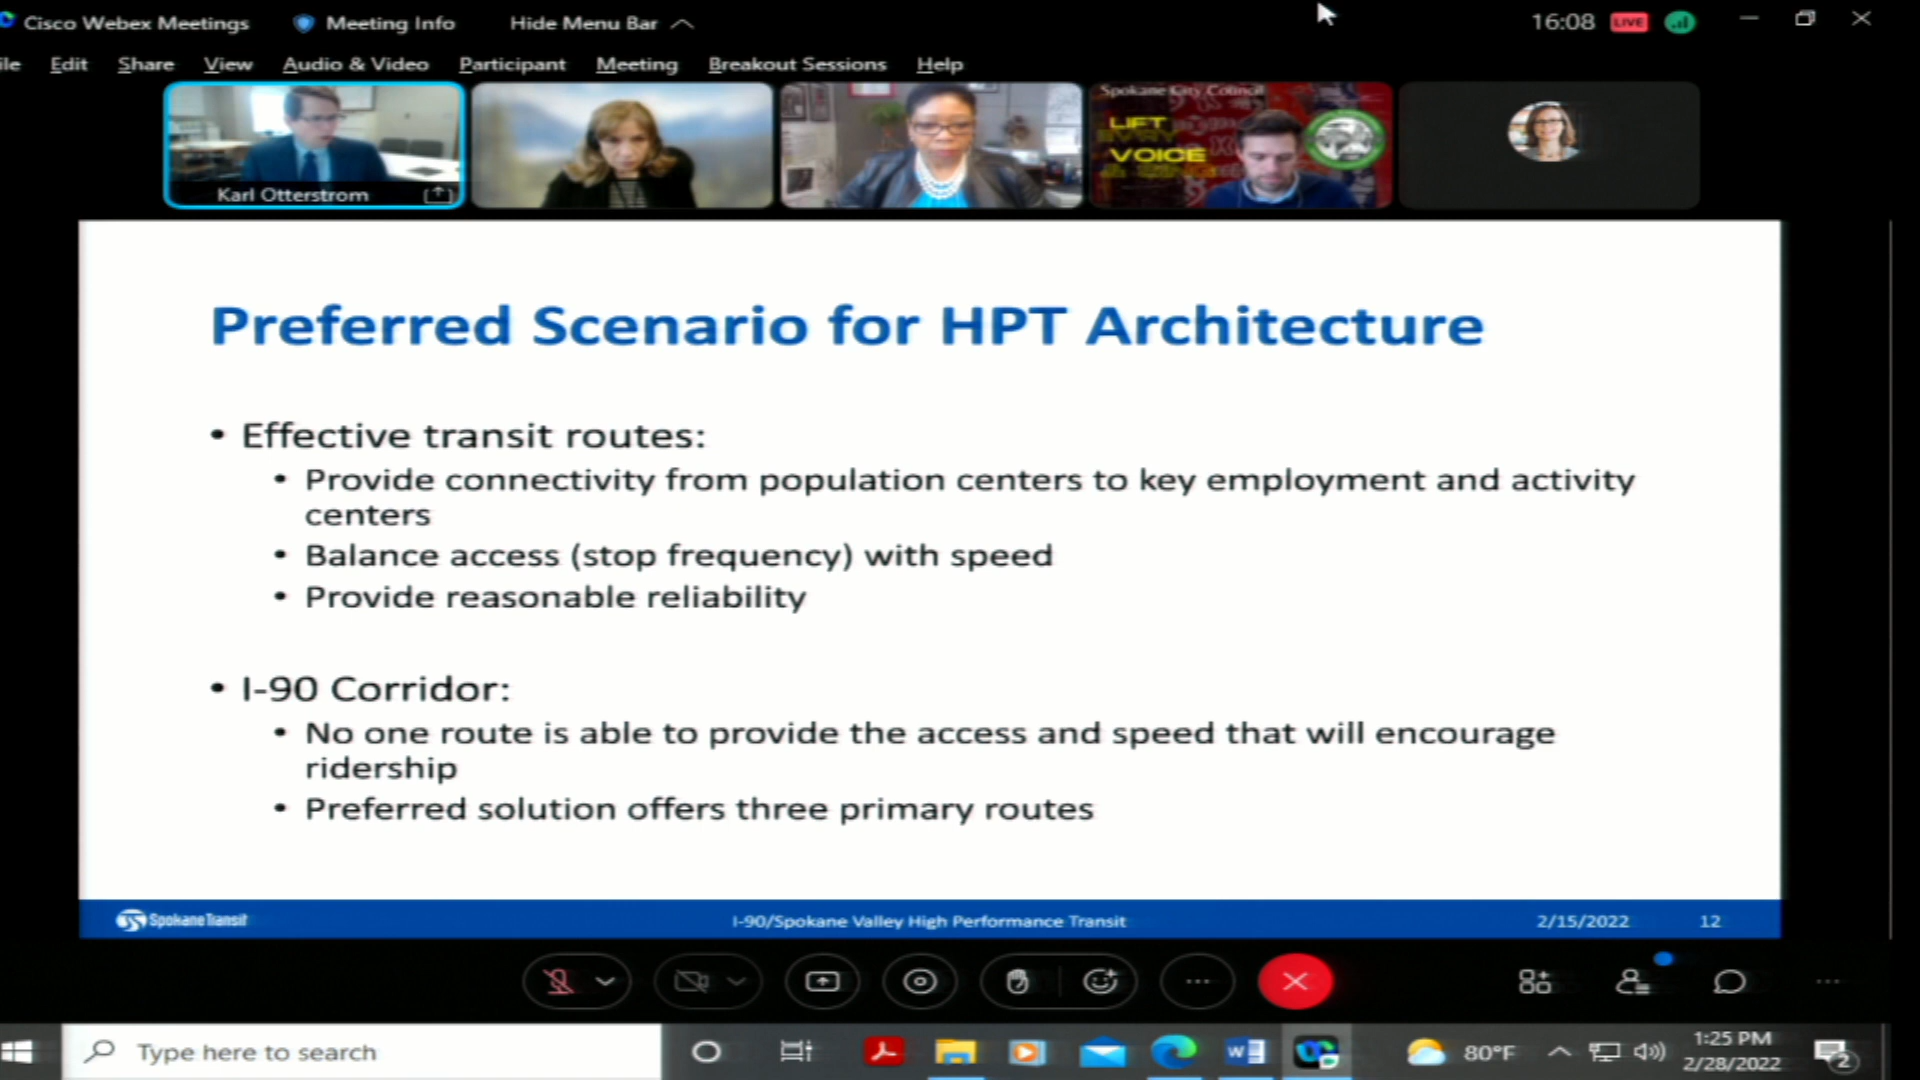 Cisco Webex Meetings Meeting Info Hide Menu Bar 16:08 LIVE
ile Edit Share View Audio & Video Participant Meeting Breakout Sessions Help
Karl Otterstrom
Spokane City Council
LIFT
VOICE
Preferred Scenario for HPT Architecture
• Effective transit routes:
• Provide connectivity from population centers to key employment and activity
centers
• Balance access (stop frequency) with speed
• Provide reasonable reliability
• I-90 Corridor:
• No one route is able to provide the access and speed that will encourage
ridership
• Preferred solution offers three primary routes
SpokaneTransit I-90/Spokane Valley High Performance Transit 2/15/2022 12
Type here to search 80°F 1:25 PM
2/28/2022 2